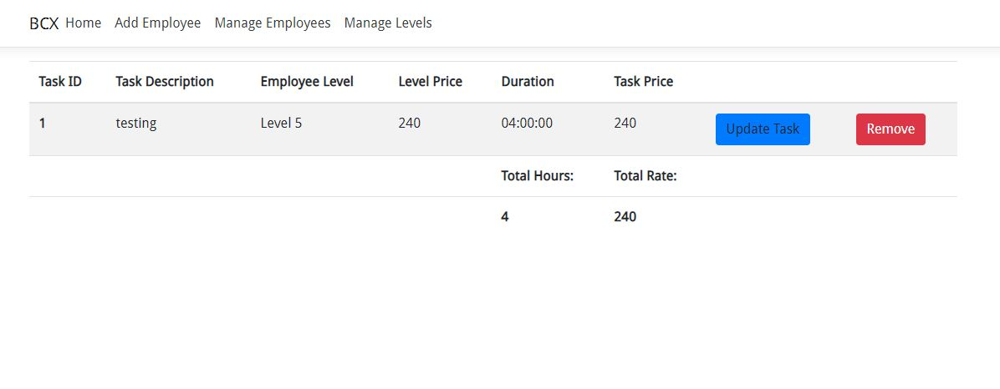 BCX Home Add Employee Manage Employees Manage Levels
Task ID Task Description Employee Level Level Price Duration Task Price
1 testing Level 5 240 04:00:00 240 Update Task Remove
Total Hours: Total Rate:
4 240